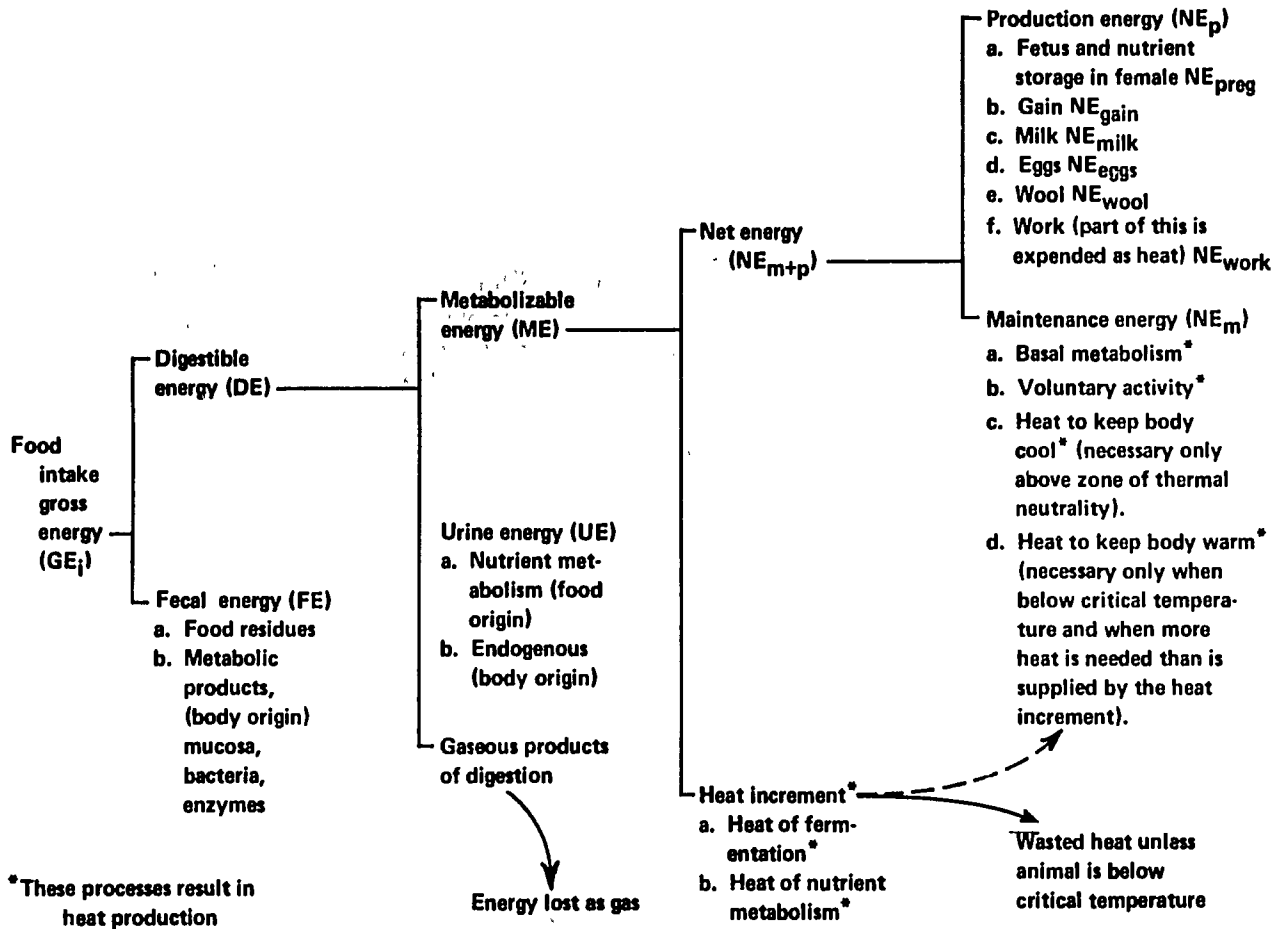 Production energy (NEp)
a. Fetus and nutrient
storage in female NEpreg
b. Gain NEgain
c. Milk NEmilk
d. Eggs NEeggs
e. Wool NEwool
f. Work (part of this is
expended as heat) NEwork
Net energy
(NEm+p)
Metabolizable
energy (ME)
Maintenance energy (NEm)
a. Basal metabolism*
b. Voluntary activity*
c. Heat to keep body
cool* (necessary only
above zone of thermal
neutrality).
d. Heat to keep body warm*
(necessary only when
below critical tempera-
ture and when more
heat is needed than is
supplied by the heat
increment).
Digestible
energy (DE)
Food
intake
gross
energy
(GEi)
Urine energy (UE)
a. Nutrient met-
abolism (food
origin)
b. Endogenous
(body origin)
Fecal energy (FE)
a. Food residues
b. Metabolic
products,
(body origin)
mucosa,
bacteria,
enzymes
Gaseous products
of digestion
Heat increment*
a. Heat of ferm-
entation*
b. Heat of nutrient
metabolism*
Wasted heat unless
animal is below
critical temperature
Energy lost as gas
*These processes result in
heat production